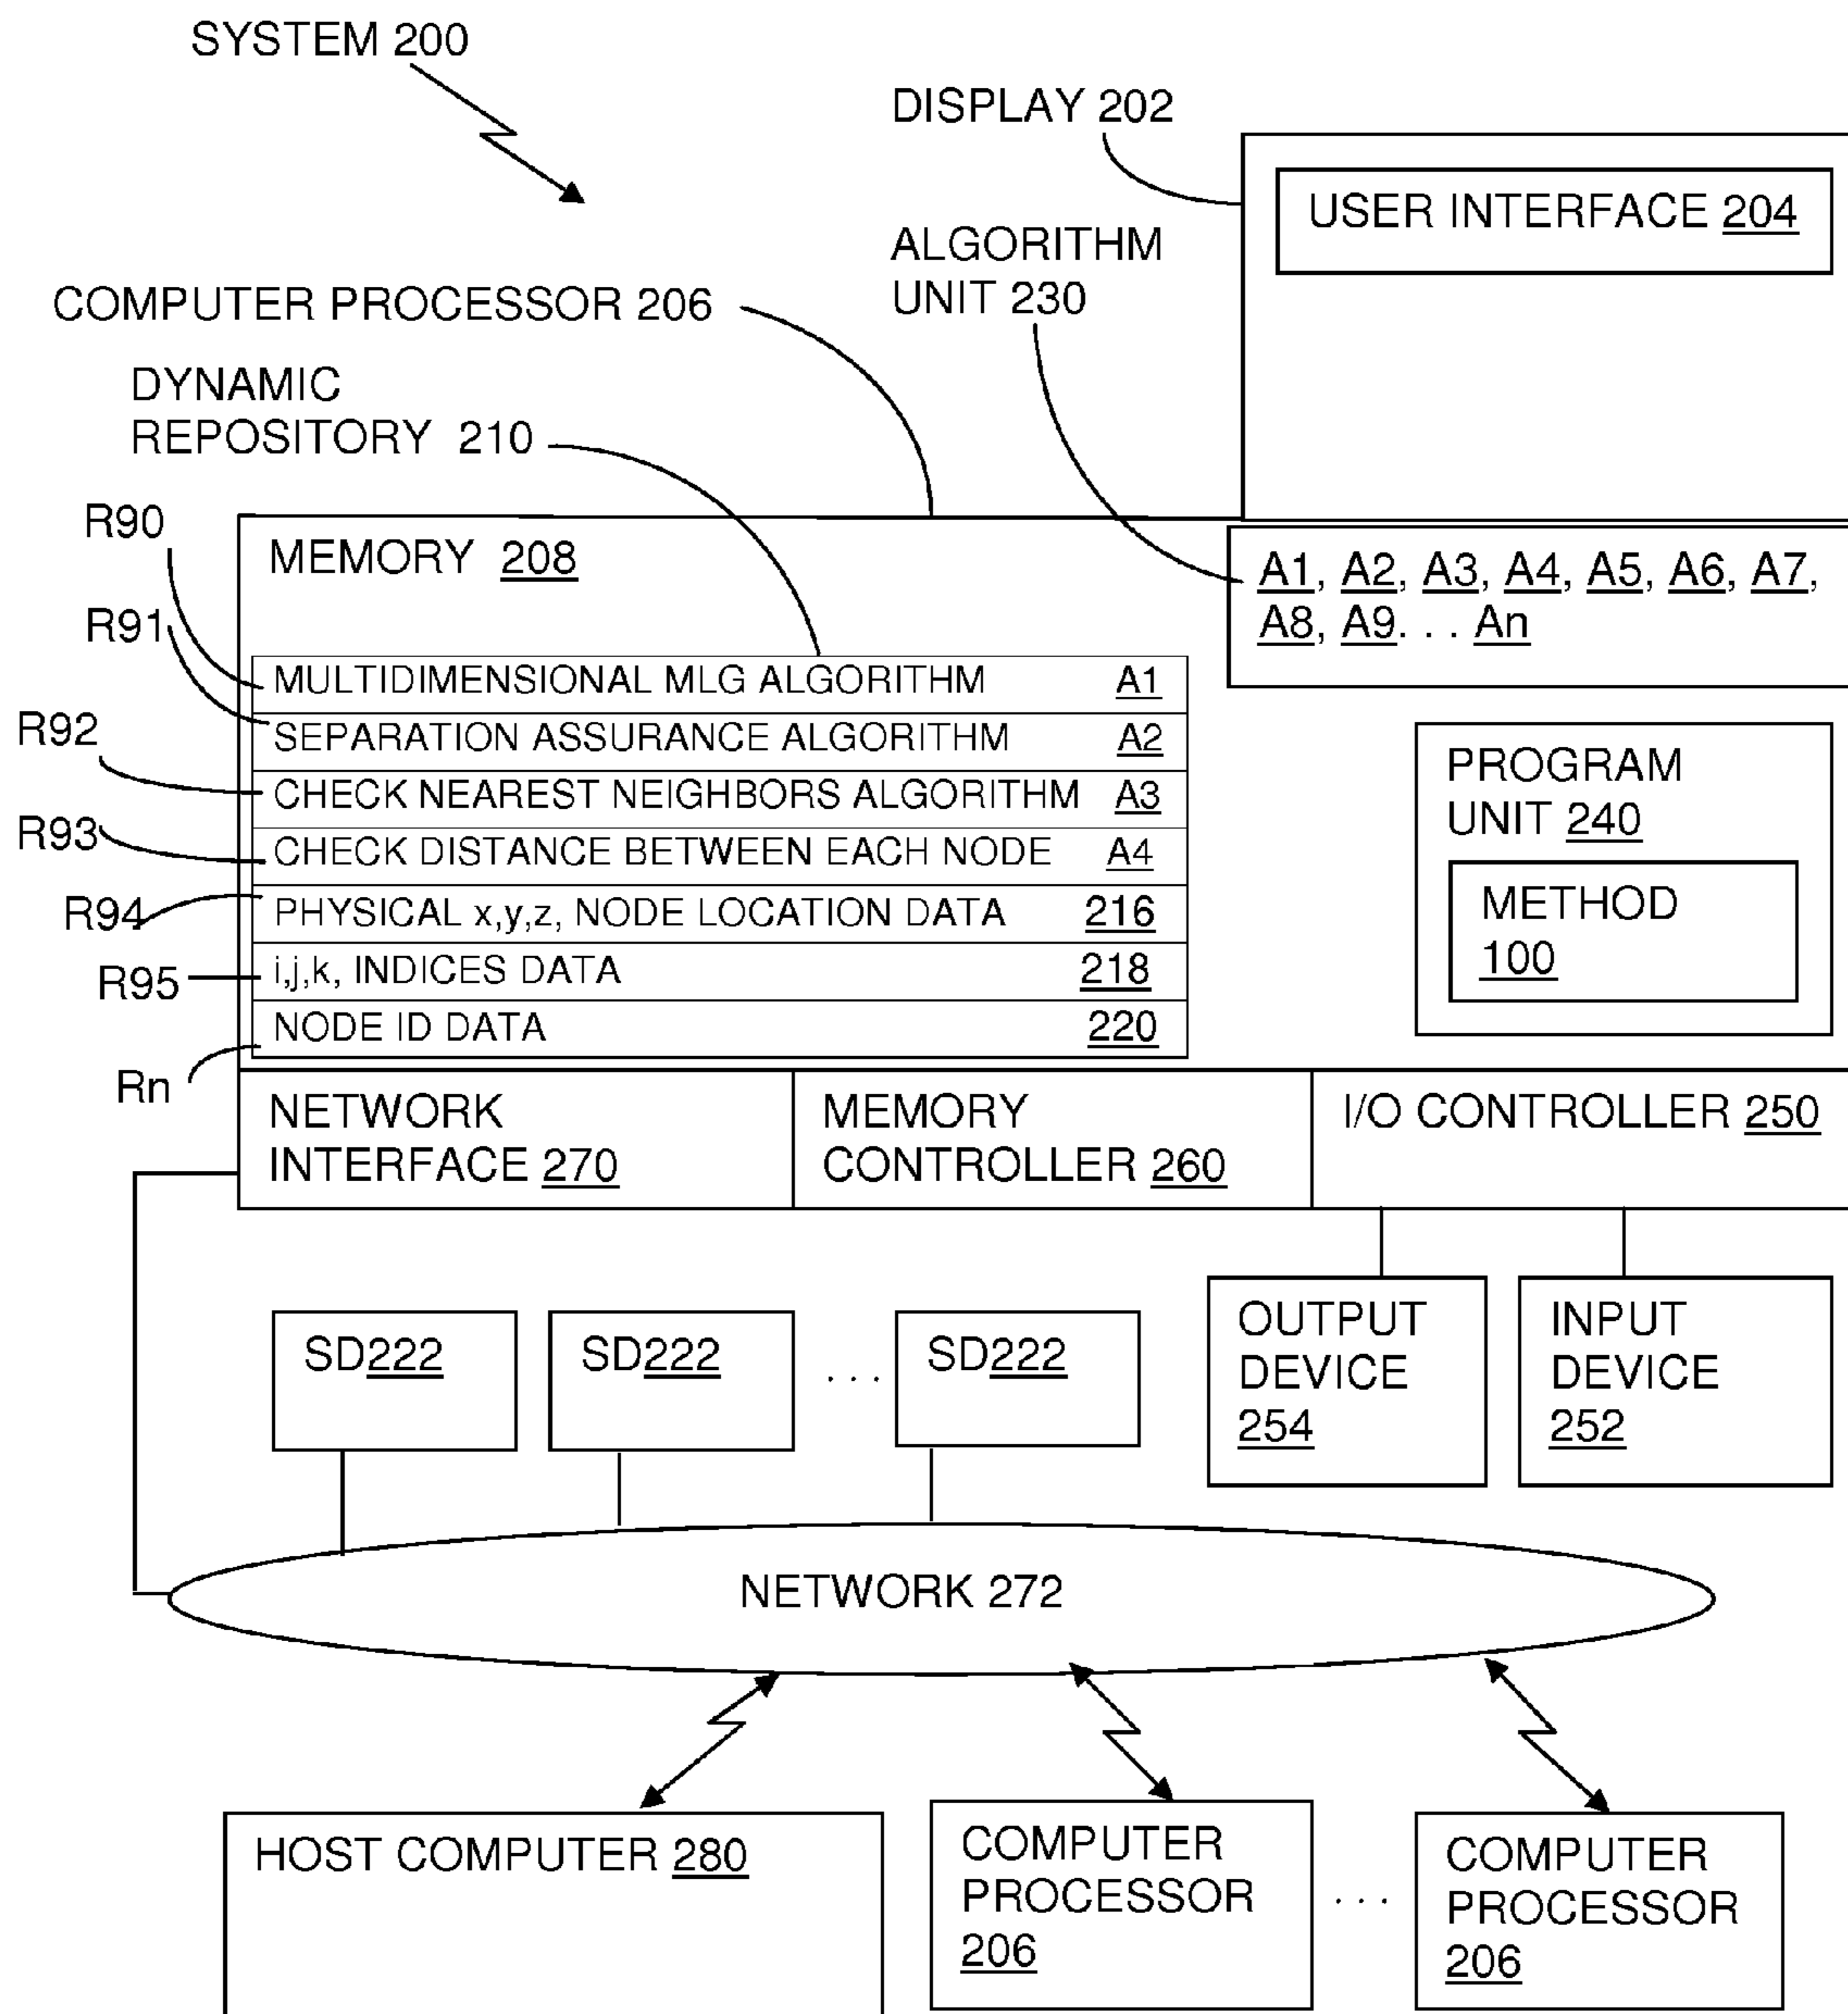 SYSTEM 200
DISPLAY 202
USER INTERFACE 204
ALGORITHM
UNIT 230
COMPUTER PROCESSOR 206
DYNAMIC
REPOSITORY 210
R90
R91
R92
R93
R94
R95
Rn
MEMORY 208
A1, A2, A3, A4, A5, A6, A7,
A8, A9. . . An
MULTIDIMENSIONAL MLG ALGORITHM A1
SEPARATION ASSURANCE ALGORITHM A2
CHECK NEAREST NEIGHBORS ALGORITHM A3
CHECK DISTANCE BETWEEN EACH NODE A4
PHYSICAL x,y,z, NODE LOCATION DATA 216
i,j,k, INDICES DATA 218
NODE ID DATA 220
PROGRAM
UNIT 240
METHOD
100
NETWORK
INTERFACE 270
MEMORY
CONTROLLER 260
I/O CONTROLLER 250
SD222
SD222
. . .
SD222
OUTPUT
DEVICE
254
INPUT
DEVICE
252
NETWORK 272
HOST COMPUTER 280
COMPUTER
PROCESSOR
206
. . .
COMPUTER
PROCESSOR
206